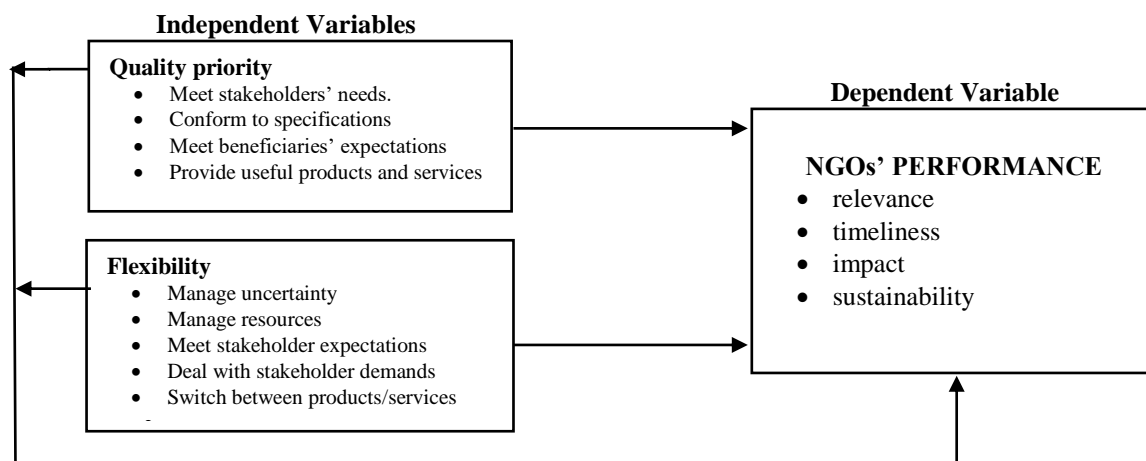 Independent Variables
Quality priority
• Meet stakeholders’ needs.
• Conform to specifications
• Meet beneficiaries’ expectations
• Provide useful products and services
Flexibility
• Manage uncertainty
• Manage resources
• Meet stakeholder expectations
• Deal with stakeholder demands
• Switch between products/services
-
Dependent Variable
NGOs’ PERFORMANCE
• relevance
• timeliness
• impact
• sustainability